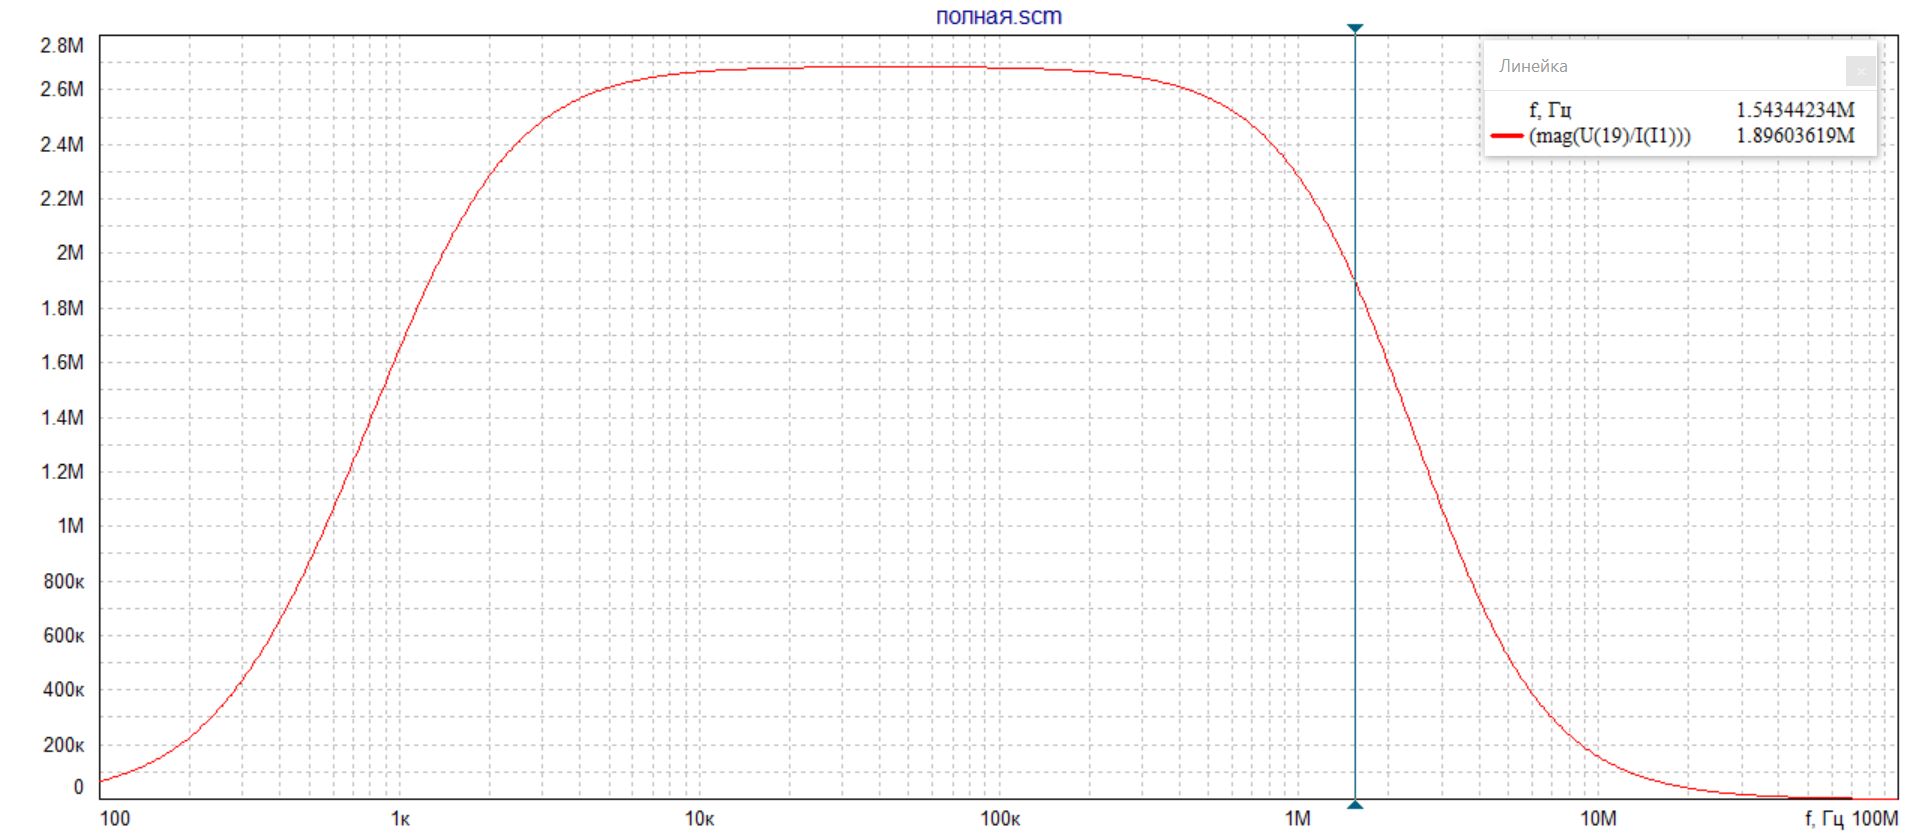 полная.scm
2.8M
2.6M
2.4M
2.2M
2M
1.8M
1.6M
1.4M
1.2M
1M
800к
600к
400к
200к
0
100
1к
10к
100к
1M
10M
f, Гц 100M
Линейка
×
f, Гц 1.54344234M
(mag(U(19)/I(I1))) 1.89603619M